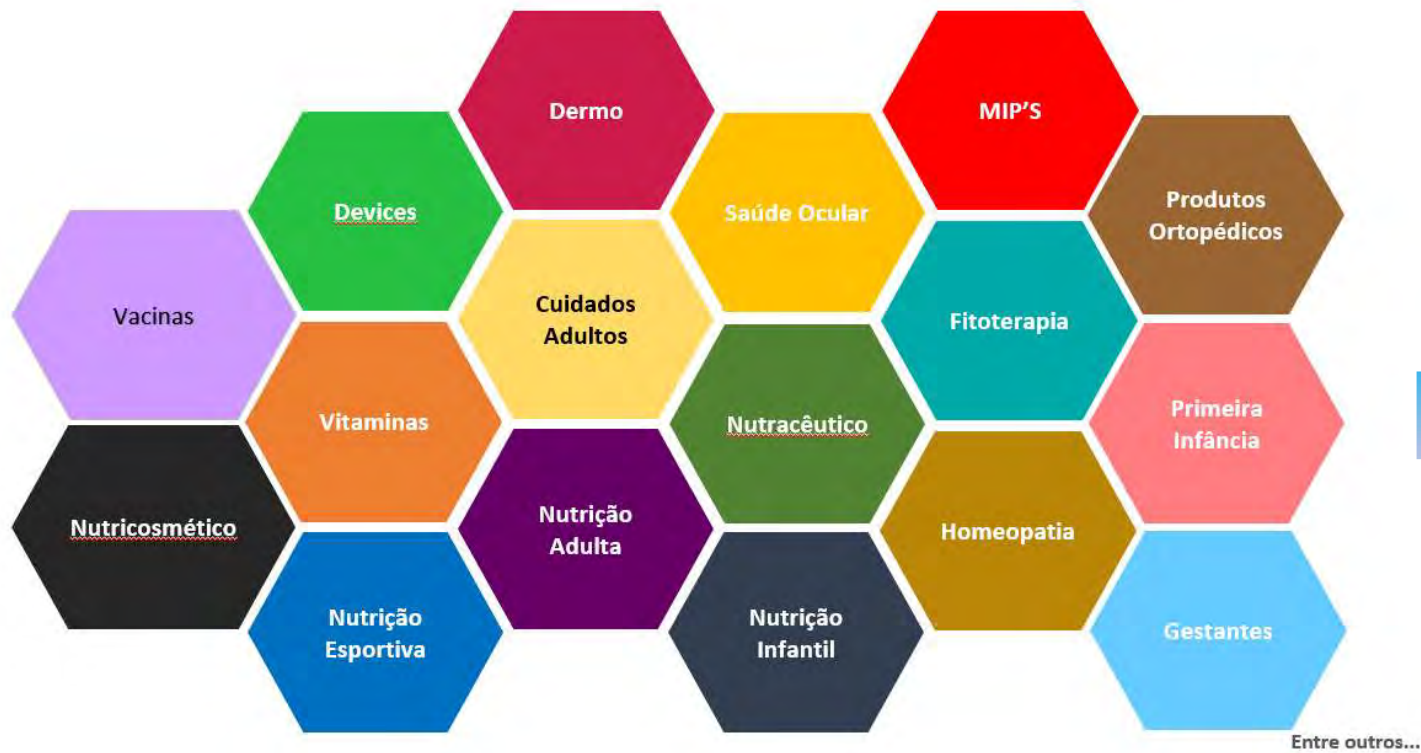 Dermo
MIP'S
Devices
Saúde Ocular
Produtos
Ortopédicos
Vacinas
Cuidados
Adultos
Fitoterapia
Vitaminas
Nutracêutico
Primeira
Infância
Nutricosmético
Nutrição
Adulta
Homeopatia
Nutrição
Esportiva
Nutrição
Infantil
Gestantes
Entre outros...